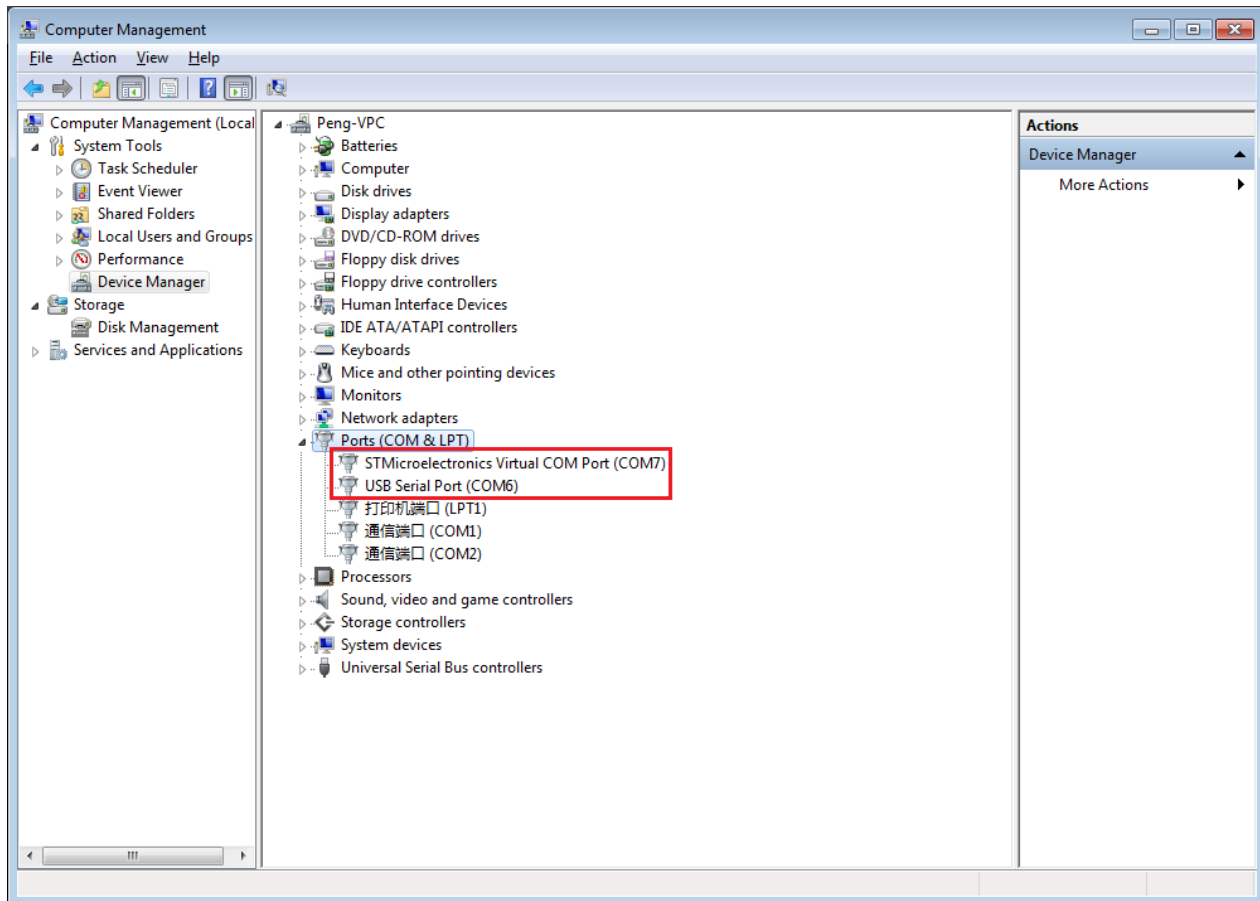 Computer Management
File Action View Help
Computer Management (Local
System Tools
Task Scheduler
Event Viewer
Shared Folders
Local Users and Groups
Performance
Device Manager
Storage
Disk Management
Services and Applications
Peng-VPC
Batteries
Computer
Disk drives
Display adapters
DVD/CD-ROM drives
Floppy disk drives
Floppy drive controllers
Human Interface Devices
IDE ATA/ATAPI controllers
Keyboards
Mice and other pointing devices
Monitors
Network adapters
Ports (COM & LPT)
STMicroelectronics Virtual COM Port (COM7)
USB Serial Port (COM6)
打印机端口 (LPT1)
通信端口 (COM1)
通信端口 (COM2)
Processors
Sound, video and game controllers
Storage controllers
System devices
Universal Serial Bus controllers
Actions
Device Manager
More Actions